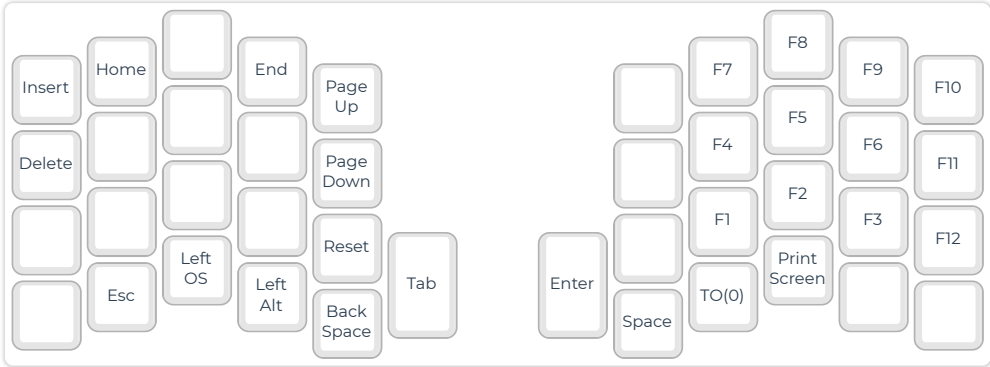 Insert
Home
End
Page
Up
F7
F8
F9
F10
Delete
Page
Down
F4
F5
F6
F11
Reset
F1
F2
F3
F12
Esc
Left
OS
Left
Alt
Back
Space
Tab
Enter
Space
TO(0)
Print
Screen